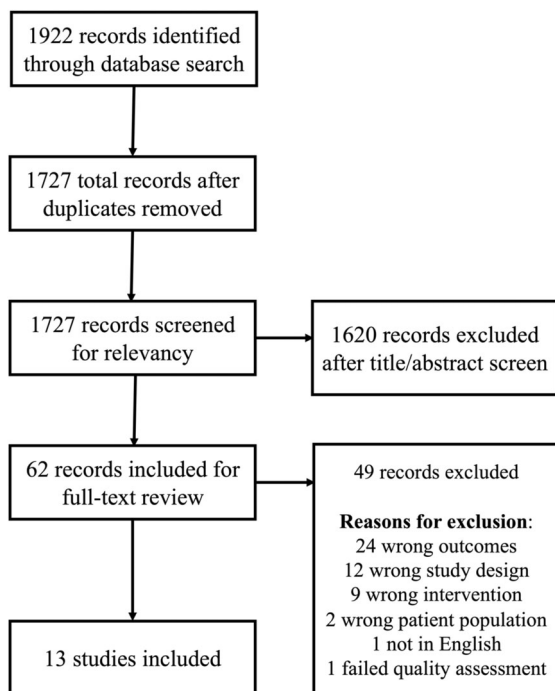 1922 records identified
through database search
1727 total records after
duplicates removed
1727 records screened
for relevancy
1620 records excluded
after title/abstract screen
62 records included for
full-text review
49 records excluded
Reasons for exclusion:
24 wrong outcomes
12 wrong study design
9 wrong intervention
2 wrong patient population
1 not in English
1 failed quality assessment
13 studies included